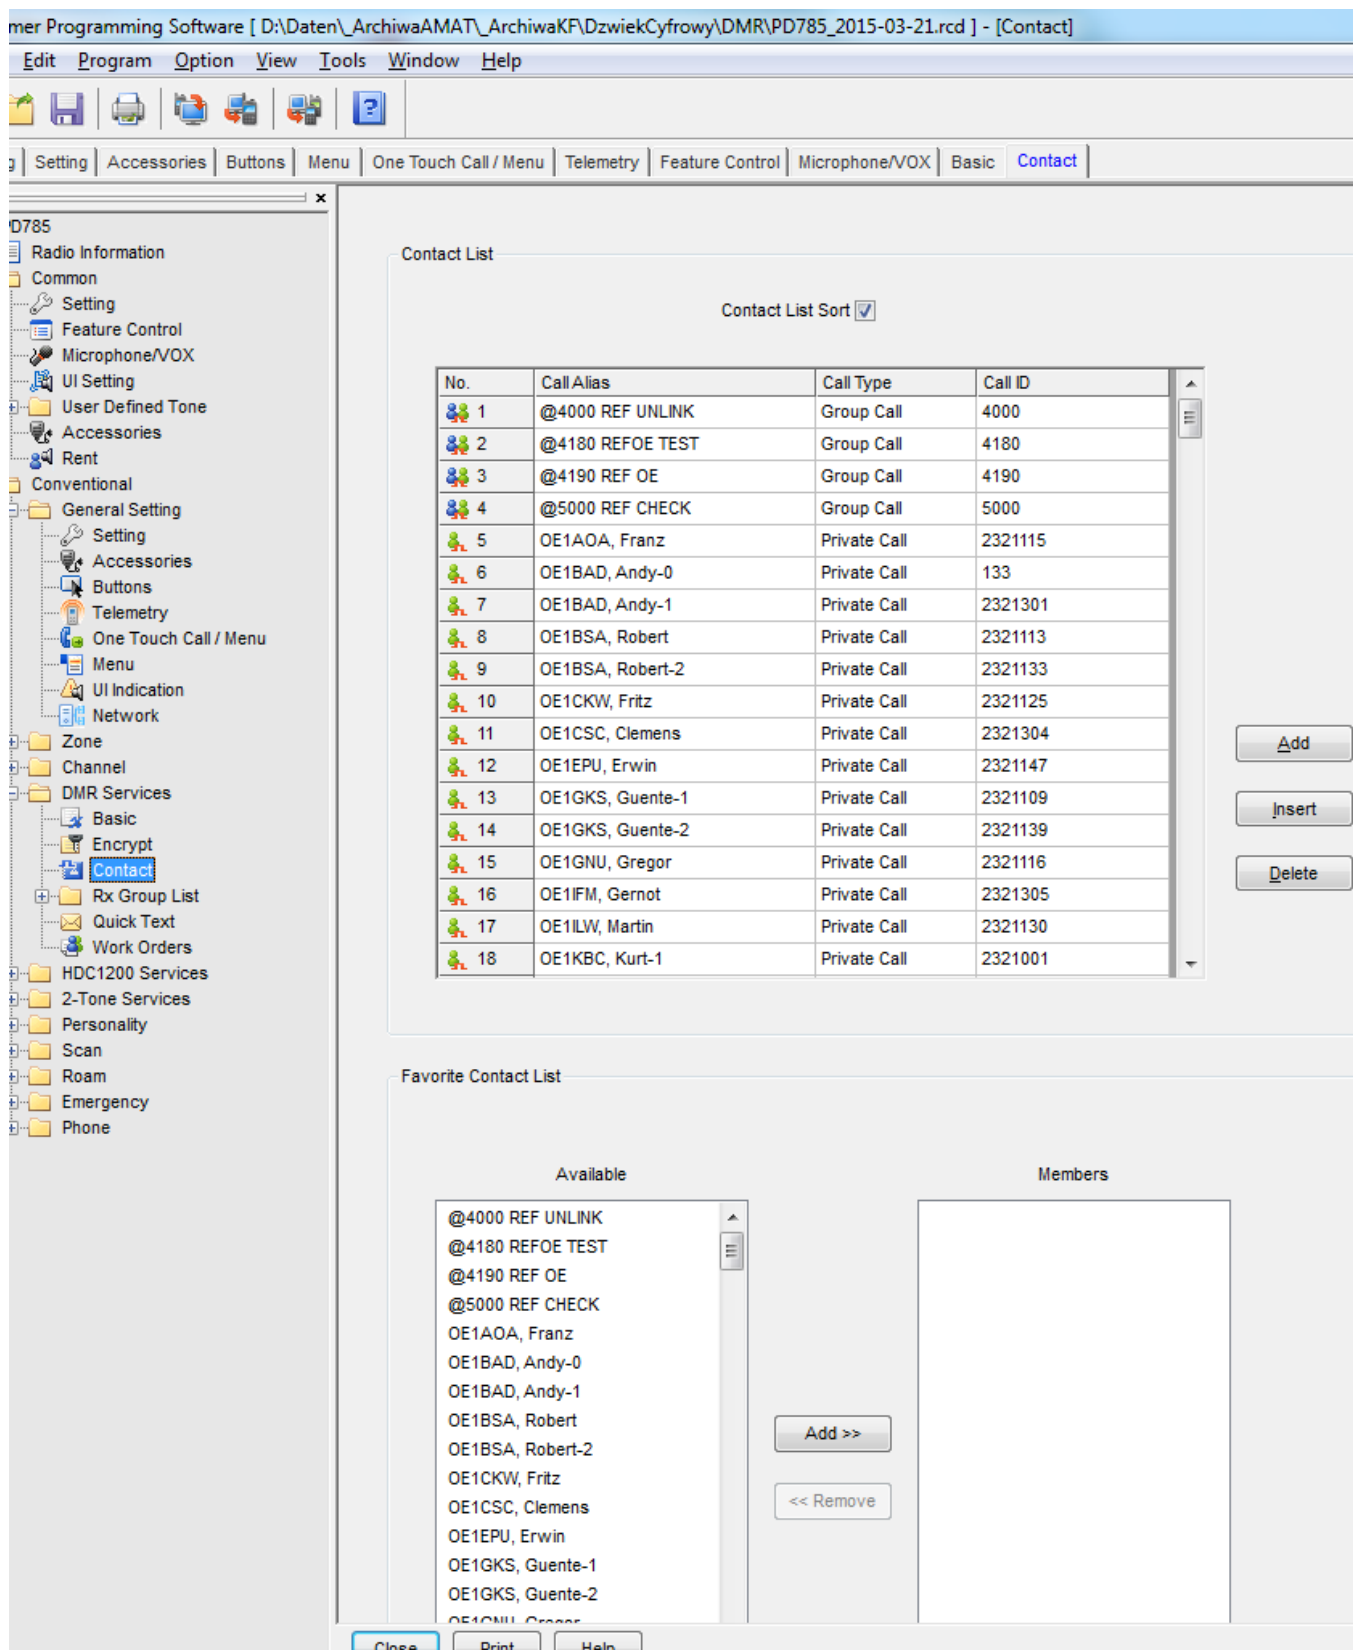 mer Programming Software [ D:\Daten\_ArchiwaAMAT\_ArchiwaKF\DzwiekCyfrowy\DMR\PD785_2015-03-21.rcd ] - [Contact]
Edit Program Option View Tools Window Help
g Setting Accessories Buttons Menu One Touch Call / Menu Telemetry Feature Control Microphone/VOX Basic Contact
PD785
Radio Information
Common
Setting
Feature Control
Microphone/VOX
UI Setting
User Defined Tone
Accessories
Rent
Conventional
General Setting
Setting
Accessories
Buttons
Telemetry
One Touch Call / Menu
Menu
UI Indication
Network
Zone
Channel
DMR Services
Basic
Encrypt
Contact
Rx Group List
Quick Text
Work Orders
HDC1200 Services
2-Tone Services
Personality
Scan
Roam
Emergency
Phone
Contact List
Contact List Sort
No. Call Alias Call Type Call ID
1 @4000 REF UNLINK Group Call 4000
2 @4180 REFOE TEST Group Call 4180
3 @4190 REF OE Group Call 4190
4 @5000 REF CHECK Group Call 5000
5 OE1AOA, Franz Private Call 2321115
6 OE1BAD, Andy-0 Private Call 133
7 OE1BAD, Andy-1 Private Call 2321301
8 OE1BSA, Robert Private Call 2321113
9 OE1BSA, Robert-2 Private Call 2321133
10 OE1CKW, Fritz Private Call 2321125
11 OE1CSC, Clemens Private Call 2321304
12 OE1EPU, Erwin Private Call 2321147
13 OE1GKS, Guente-1 Private Call 2321109
14 OE1GKS, Guente-2 Private Call 2321139
15 OE1GNU, Gregor Private Call 2321116
16 OE1IFM, Gernot Private Call 2321305
17 OE1ILW, Martin Private Call 2321130
18 OE1KBC, Kurt-1 Private Call 2321001
Add
Insert
Delete
Favorite Contact List
Available
@4000 REF UNLINK
@4180 REFOE TEST
@4190 REF OE
@5000 REF CHECK
OE1AOA, Franz
OE1BAD, Andy-0
OE1BAD, Andy-1
OE1BSA, Robert
OE1BSA, Robert-2
OE1CKW, Fritz
OE1CSC, Clemens
OE1EPU, Erwin
OE1GKS, Guente-1
OE1GKS, Guente-2
OE1GNU, Gregor
Add >>
<< Remove
Members
Close Print Help